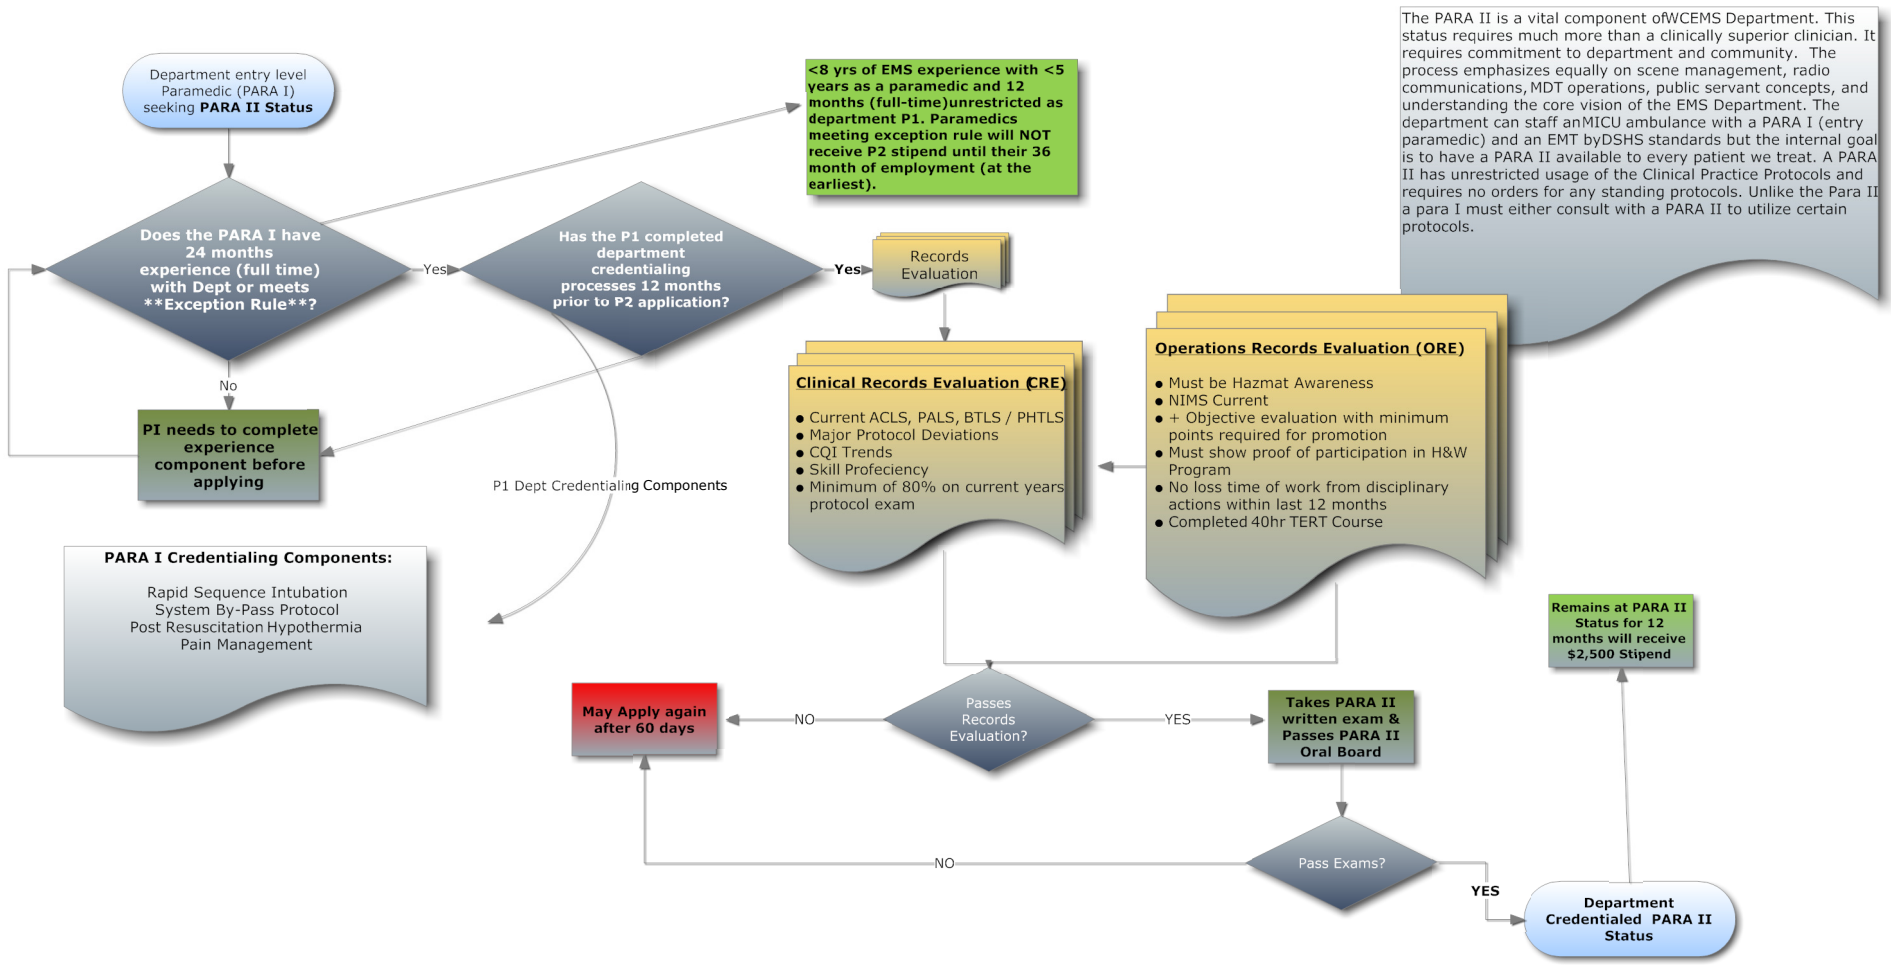 Department entry level
Paramedic (PARA I)
seeking PARA II Status
<8 yrs of EMS experience with <5
years as a paramedic and 12
months (full-time)unrestricted as
department P1. Paramedics
meeting exception rule will NOT
receive P2 stipend until their 36
month of employment (at the
earliest).
The PARA II is a vital component ofWCEMS Department. This
status requires much more than a clinically superior clinician. It
requires commitment to department and community.  The
process emphasizes equally on scene management, radio
communications, MDT operations, public servant concepts, and
understanding the core vision of the EMS Department. The
department can staff anMICU ambulance with a PARA I (entry
paramedic) and an EMT byDSHS standards but the internal goal
is to have a PARA II available to every patient we treat. A PARA
II has unrestricted usage of the Clinical Practice Protocols and
requires no orders for any standing protocols. Unlike the Para II
a para I must either consult with a PARA II to utilize certain
protocols.
Does the PARA I have
24 months
experience (full time)
with Dept or meets
**Exception Rule**?
Yes
Has the P1 completed
department
credentialing
processes 12 months
prior to P2 application?
Yes
Records
Evaluation
No
PI needs to complete
experience
component before
applying
Clinical Records Evaluation (CRE)
● Current ACLS, PALS, BTLS / PHTLS
● Major Protocol Deviations
● CQI Trends
● Skill Profeciency
● Minimum of 80% on current years
protocol exam
Operations Records Evaluation (ORE)
● Must be Hazmat Awareness
● NIMS Current
● + Objective evaluation with minimum
points required for promotion
● Must show proof of participation in H&W
Program
● No loss time of work from disciplinary
actions within last 12 months
● Completed 40hr TERT Course
P1 Dept Credentialing Components
PARA I Credentialing Components:
Rapid Sequence Intubation
System By-Pass Protocol
Post Resuscitation Hypothermia
Pain Management
Remains at PARA II
Status for 12
months will receive
$2,500 Stipend
May Apply again
after 60 days
NO
Passes
Records
Evaluation?
YES
Takes PARA II
written exam &
Passes PARA II
Oral Board
NO
Pass Exams?
YES
Department
Credentialed  PARA II
Status